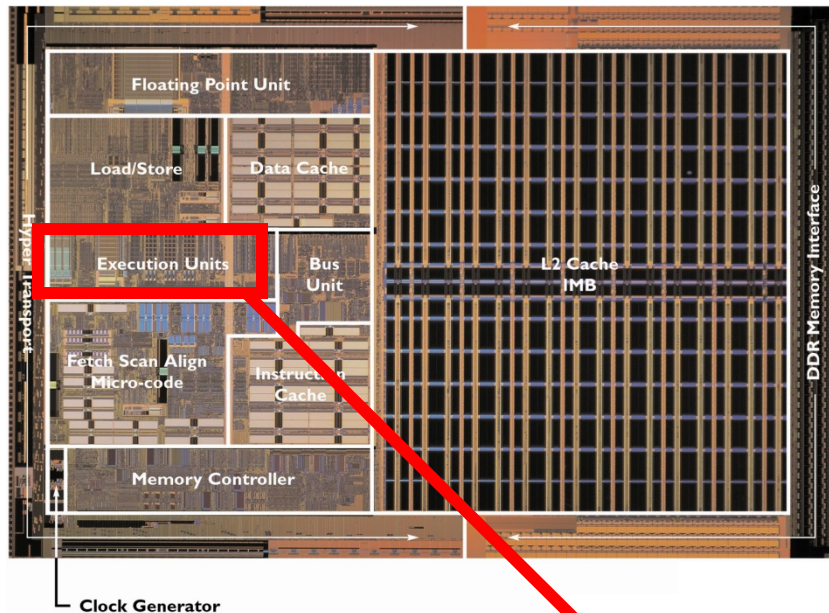 Floating Point Unit
Load/Store
Data Cache
Hyper Transport
Execution Units
Bus
Unit
L2 Cache
IMB
DDR Memory Interface
Fetch Scan Align
Micro-code
Instruction
Cache
Memory Controller
Clock Generator